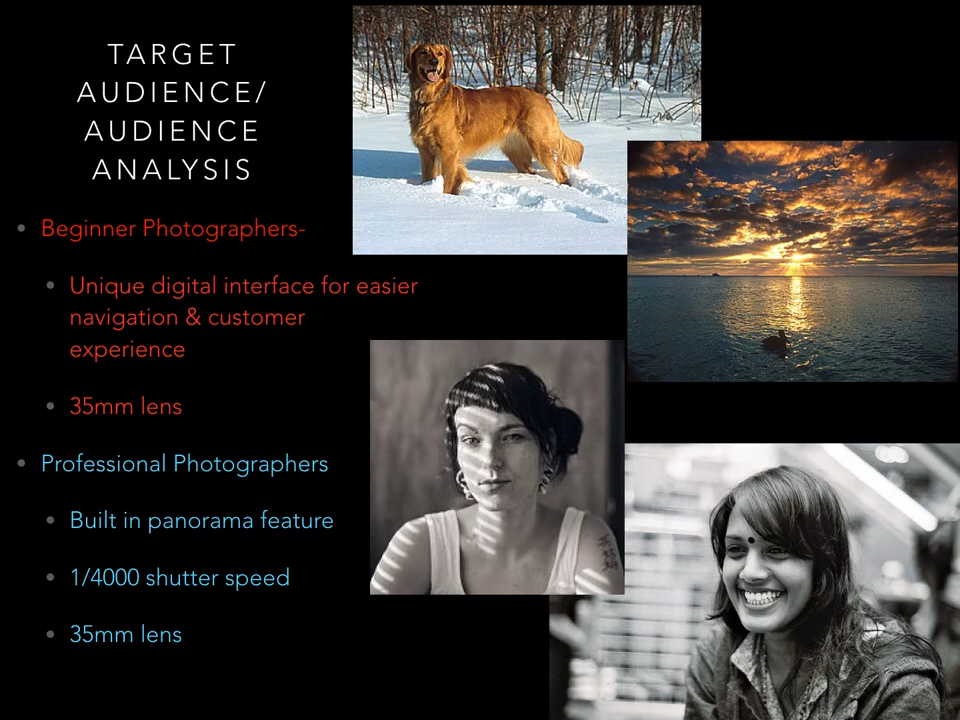 TARGET
AUDIENCE/
AUDIENCE
ANALYSIS
• Beginner Photographers-
• Unique digital interface for easier
navigation & customer
experience
• 35mm lens
• Professional Photographers
• Built in panorama feature
• 1/4000 shutter speed
• 35mm lens